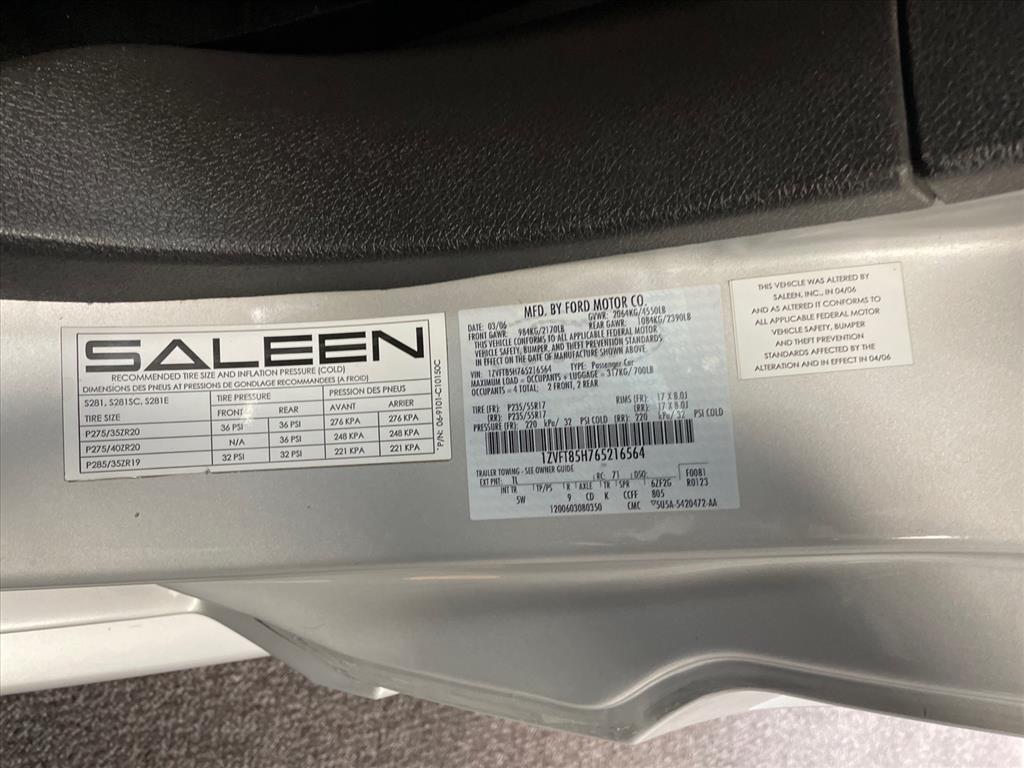 SALEEN
RECOMMENDED TIRE SIZE AND INFLATION PRESSURE (COLD)
DIMENSIONS DES PNEUS AT PRESSIONS DE GONDOLAGE RECOMMANDEES (A FROID)
S281, S281SC, S281E TIRE PRESSURE PRESSION DES PNEUS
TIRE SIZE FRONT REAR AVANT ARRIER
P275/35ZR20 36 PSI 36 PSI 276 KPA 276 KPA
P275/40ZR20 N/A 36 PSI 248 KPA 248 KPA
P285/35ZR19 32 PSI 32 PSI 221 KPA 221 KPA
P/N: 06-9101-C10150C
MFD. BY FORD MOTOR CO.
DATE: 03/06 GVWR: 2064KG/4550LB
FRONT GAWR: 984KG/2170LB REAR GAWR: 1084KG/2390LB
THIS VEHICLE CONFORMS TO ALL APPLICABLE FEDERAL MOTOR
VEHICLE SAFETY, BUMPER, AND THEFT PREVENTION STANDARDS
IN EFFECT ON THE DATE OF MANUFACTURE SHOWN ABOVE.
VIN: 1ZVFT85H765216564 TYPE: Passenger Car
MAXIMUM LOAD = OCCUPANTS + LUGGAGE = 317KG/700LB
OCCUPANTS = 4 TOTAL; 2 FRONT, 2 REAR
TIRE (FR): P235/55R17 RIMS (FR): 17 X 8.0J
(RR): P235/55R17 (RR): 17 X 8.0J
PRESSURE (FR): 220 kPa/ 32 PSI COLD (RR): 220 kPa/ 32 PSI COLD
1ZVFT85H765216564
TRAILER TOWING - SEE OWNER GUIDE
EXT PNT: TL RC: 71 DSO: F0081
INT TR TP/PS R AXLE TR SPR 6ZF2G R0123
SW 9 CD K CCFF 805
1200603080350 CMC 5U5A-5420472-AA
THIS VEHICLE WAS ALTERED BY
SALEEN, INC., IN 04/06
AND AS ALTERED IT CONFORMS TO
ALL APPLICABLE FEDERAL MOTOR
VEHICLE SAFETY, BUMPER
AND THEFT PREVENTION
STANDARDS AFFECTED BY THE
ALTERATION AND IN EFFECT IN 04/06